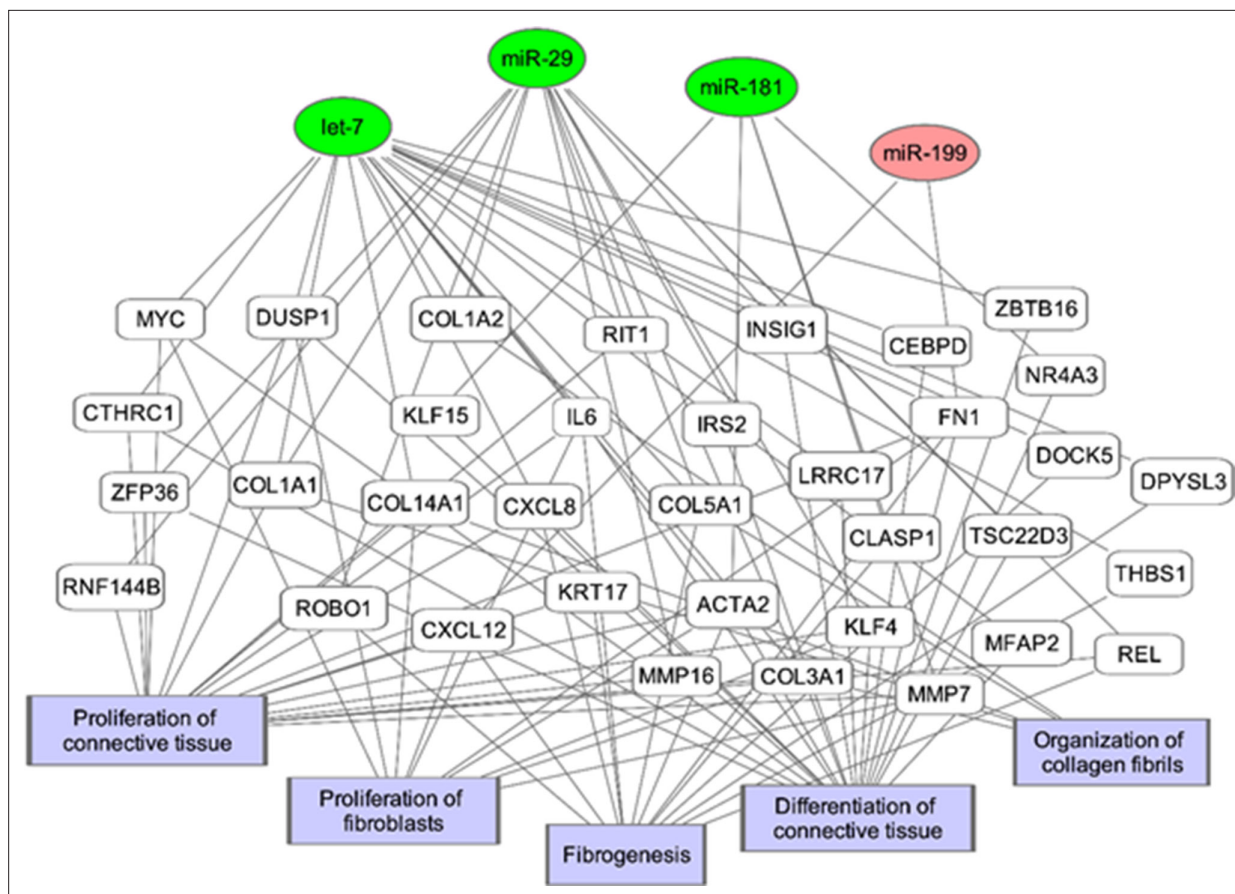 miR-29
miR-181
let-7
miR-199
MYC
DUSP1
COL1A2
RIT1
INSIG1
CEBPD
ZBTB16
NR4A3
CTHRC1
KLF15
IL6
IRS2
FN1
DOCK5
DPYSL3
ZFP36
COL1A1
COL14A1
CXCL8
COL5A1
LRRC17
CLASP1
TSC22D3
THBS1
RNF144B
ROBO1
CXCL12
KRT17
ACTA2
KLF4
MFAP2
REL
MMP16
COL3A1
MMP7
Proliferation of
connective tissue
Proliferation of
fibroblasts
Fibrogenesis
Differentiation of
connective tissue
Organization of
collagen fibrils